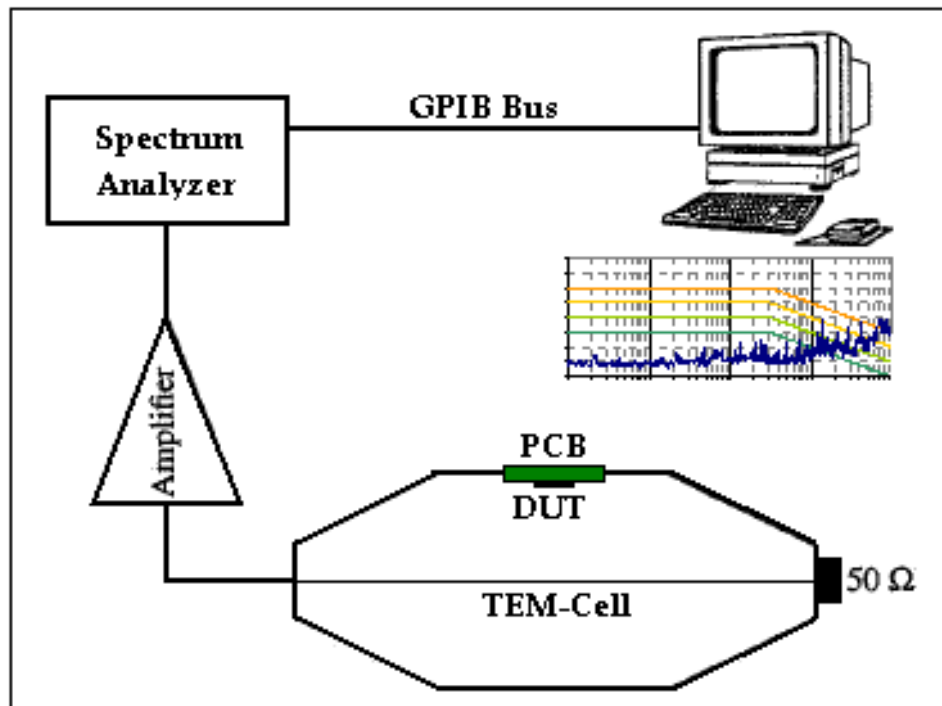 GPIB Bus
Spectrum
Analyzer
Amplifier
PCB
DUT
50 Ω
TEM-Cell